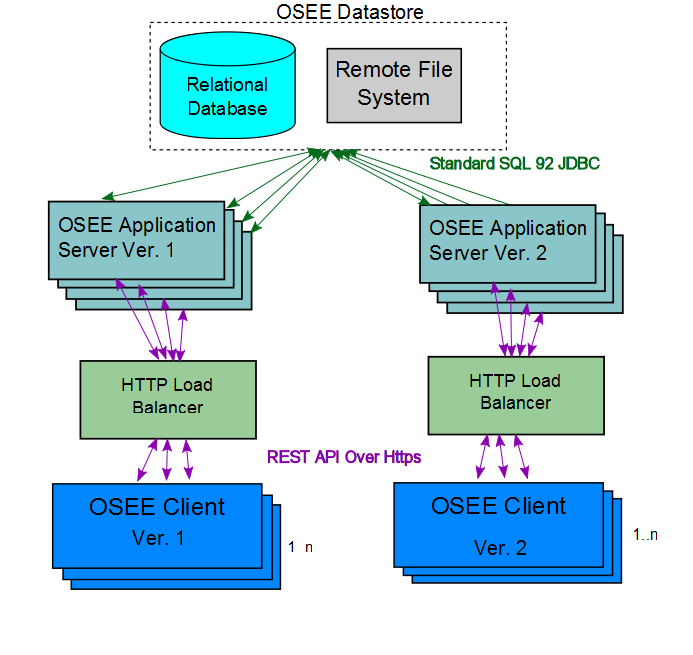 OSEE Datastore
Relational
Database
Remote File
System
Standard SQL 92 JDBC
OSEE Application
Server Ver. 1
OSEE Application
Server Ver. 2
HTTP Load
Balancer
HTTP Load
Balancer
REST API Over Https
OSEE Client
Ver. 1
1 n
OSEE Client
Ver. 2
1..n